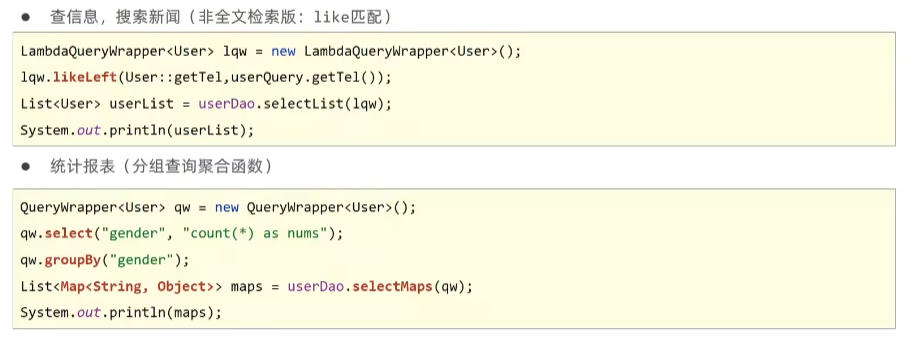 ● 查信息，搜索新闻（非全文检索版：like匹配）
LambdaQueryWrapper<User> lqw = new LambdaQueryWrapper<User>();
lqw.likeLeft(User::getTel,userQuery.getTel());
List<User> userList = userDao.selectList(lqw);
System.out.println(userList);
● 统计报表（分组查询聚合函数）
QueryWrapper<User> qw = new QueryWrapper<User>();
qw.select("gender", "count(*) as nums");
qw.groupBy("gender");
List<Map<String, Object>> maps = userDao.selectMaps(qw);
System.out.println(maps);